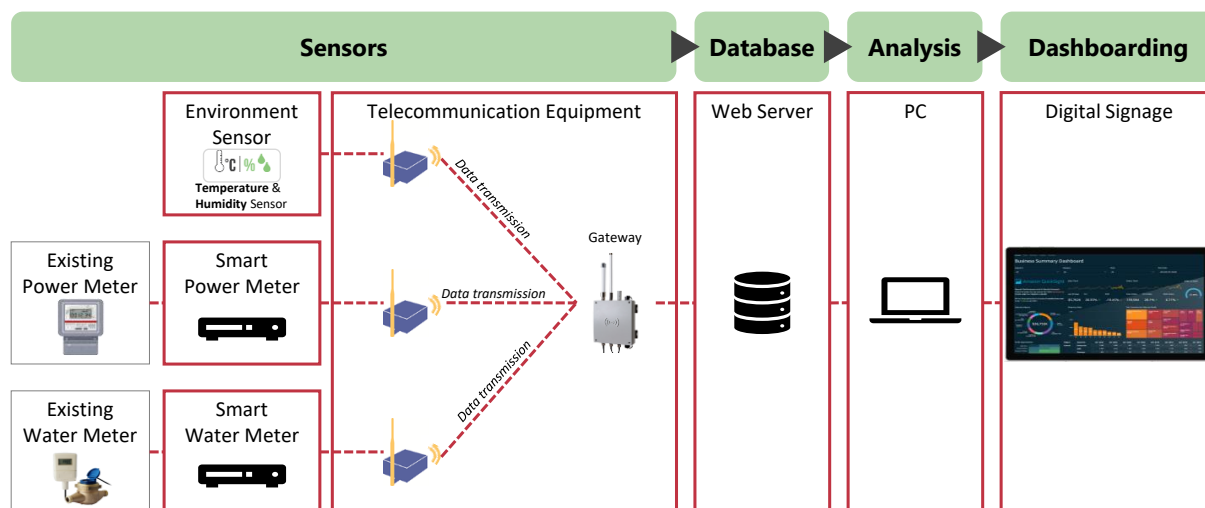 Sensors
Database
Analysis
Dashboarding
Environment
Sensor
°C | %
Temperature &
Humidity Sensor
Telecommunication Equipment
Web Server
PC
Digital Signage
Data transmission
Gateway
Existing
Power Meter
Smart
Power Meter
Data transmission
Business Summary Dashboard
Data transmission
Existing
Water Meter
Smart
Water Meter